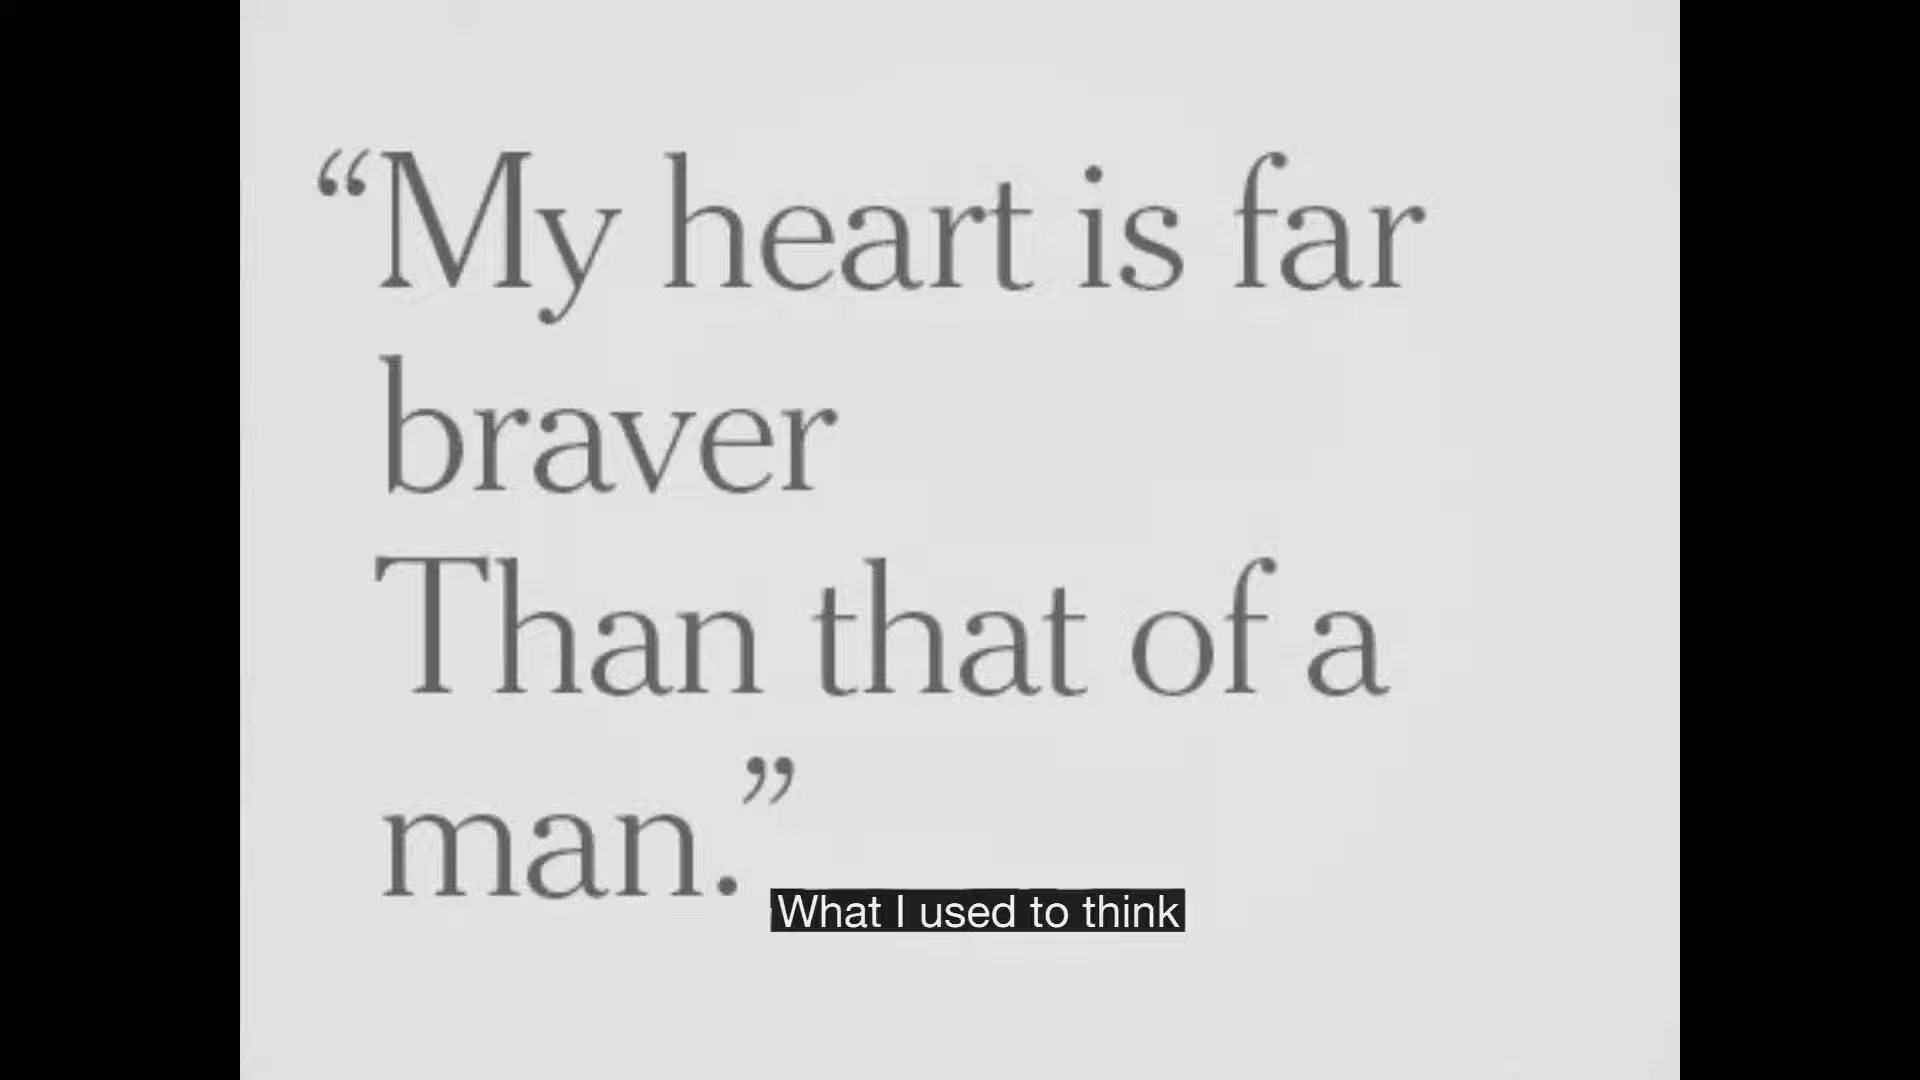 “My heart is far
braver
Than that of a
man.”
What I used to think